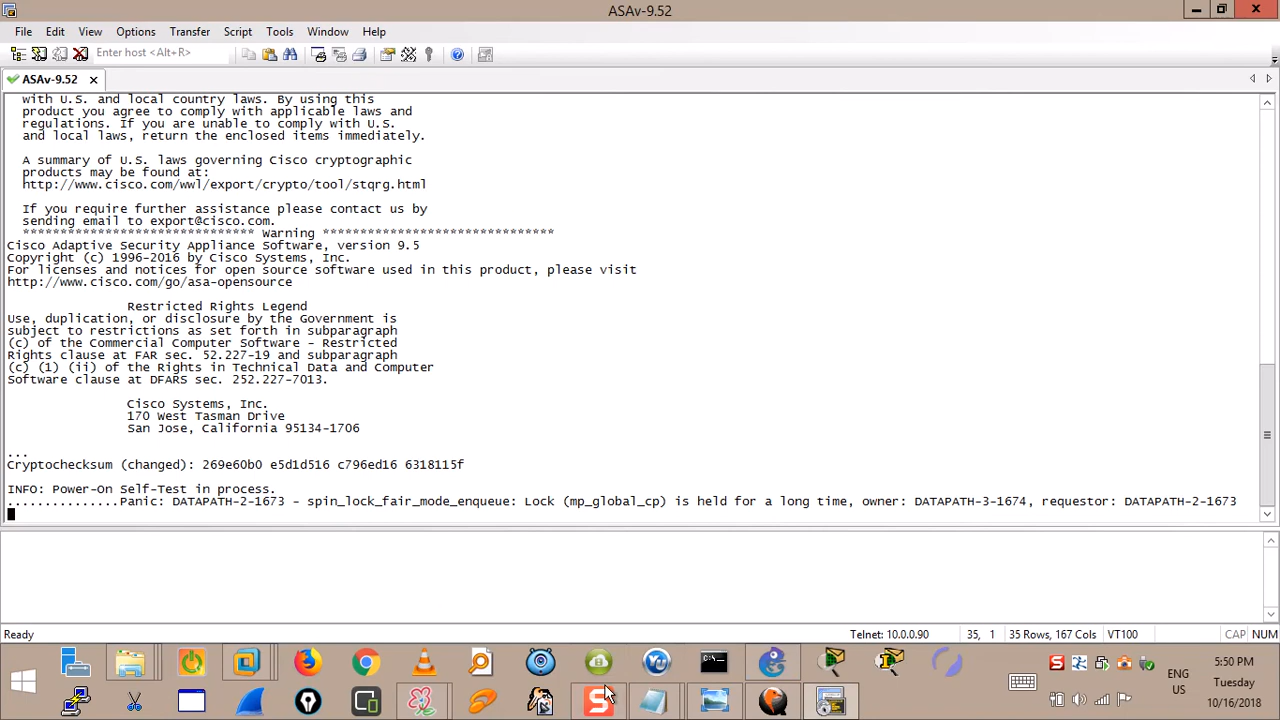 ASAv-9.52
File Edit View Options Transfer Script Tools Window Help
Enter host <Alt+R>
ASAv-9.52
with U.S. and local country laws. By using this
product you agree to comply with applicable laws and
regulations. If you are unable to comply with U.S.
and local laws, return the enclosed items immediately.
A summary of U.S. laws governing Cisco cryptographic
products may be found at:
http://www.cisco.com/wwl/export/crypto/tool/stqrg.html
If you require further assistance please contact us by
sending email to export@cisco.com.
******************************* Warning *******************************
Cisco Adaptive Security Appliance Software, version 9.5
Copyright (c) 1996-2016 by Cisco Systems, Inc.
For licenses and notices for open source software used in this product, please visit
http://www.cisco.com/go/asa-opensource
Restricted Rights Legend
Use, duplication, or disclosure by the Government is
subject to restrictions as set forth in subparagraph
(c) of the Commercial Computer Software - Restricted
Rights clause at FAR sec. 52.227-19 and subparagraph
(c) (1) (ii) of the Rights in Technical Data and Computer
Software clause at DFARS sec. 252.227-7013.
Cisco Systems, Inc.
170 West Tasman Drive
San Jose, California 95134-1706
...
Cryptochecksum (changed): 269e60b0 e5d1d516 c796ed16 6318115f
INFO: Power-On Self-Test in process.
...............Panic: DATAPATH-2-1673 - spin_lock_fair_mode_enqueue: Lock (mp_global_cp) is held for a long time, owner: DATAPATH-3-1674, requestor: DATAPATH-2-1673
Ready Telnet: 10.0.0.90 35, 1 35 Rows, 167 Cols VT100 CAP NUM
ENG
US
5:50 PM
Tuesday
10/16/2018